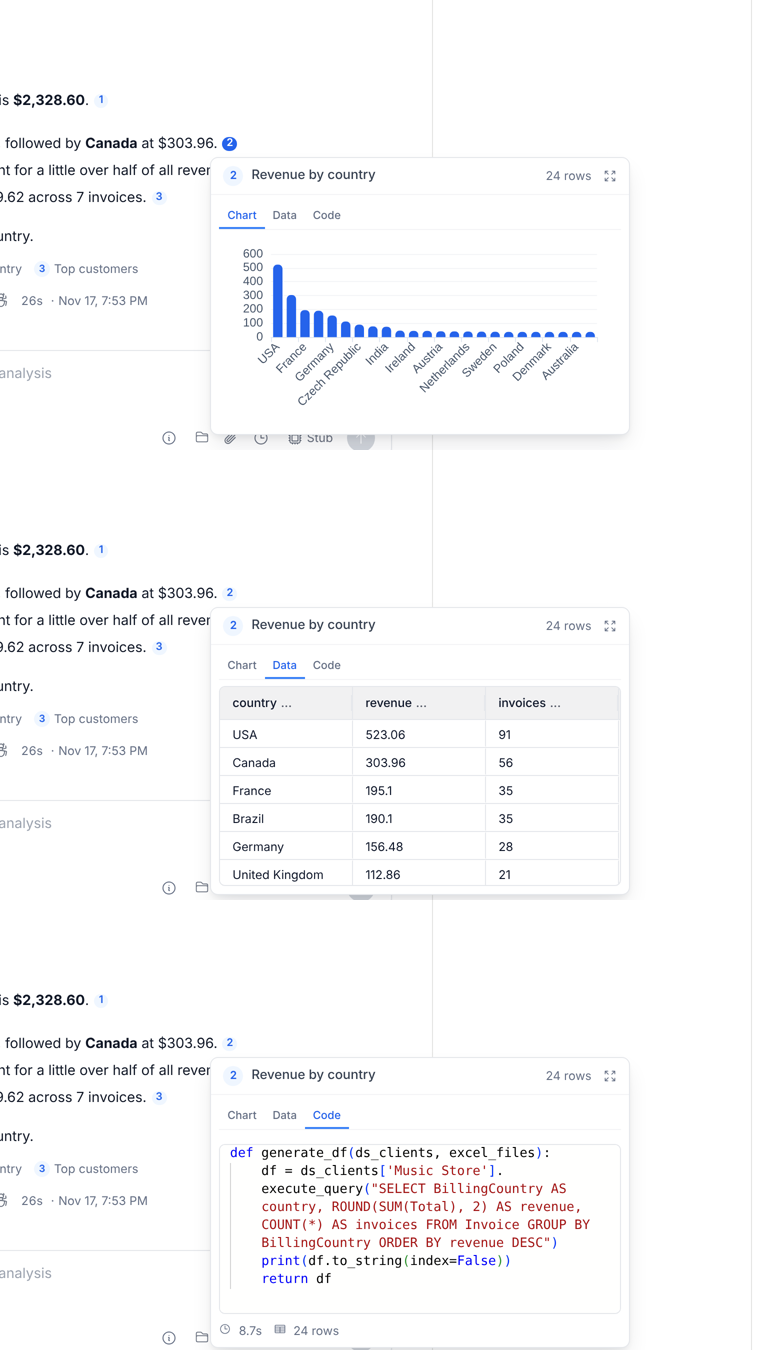 is $2,328.60. 1
, followed by Canada at $303.96. 2
nt for a little over half of all rever
9.62 across 7 invoices. 3
untry.
ntry 3 Top customers
26s · Nov 17, 7:53 PM
analysis
Stub
2 Revenue by country 24 rows
Chart Data Code
600
500
400
300
200
100
0
USA
France
Germany
Czech Republic
India
Ireland
Austria
Netherlands
Sweden
Poland
Denmark
Australia
is $2,328.60. 1
, followed by Canada at $303.96. 2
nt for a little over half of all rever
9.62 across 7 invoices. 3
untry.
ntry 3 Top customers
26s · Nov 17, 7:53 PM
analysis
2 Revenue by country 24 rows
Chart Data Code
country ... revenue ... invoices ...
USA 523.06 91
Canada 303.96 56
France 195.1 35
Brazil 190.1 35
Germany 156.48 28
United Kingdom 112.86 21
is $2,328.60. 1
, followed by Canada at $303.96. 2
nt for a little over half of all rever
9.62 across 7 invoices. 3
untry.
ntry 3 Top customers
26s · Nov 17, 7:53 PM
analysis
2 Revenue by country 24 rows
Chart Data Code
def generate_df(ds_clients, excel_files):
df = ds_clients['Music Store'].
execute_query("SELECT BillingCountry AS
country, ROUND(SUM(Total), 2) AS revenue,
COUNT(*) AS invoices FROM Invoice GROUP BY
BillingCountry ORDER BY revenue DESC")
print(df.to_string(index=False))
return df
8.7s 24 rows